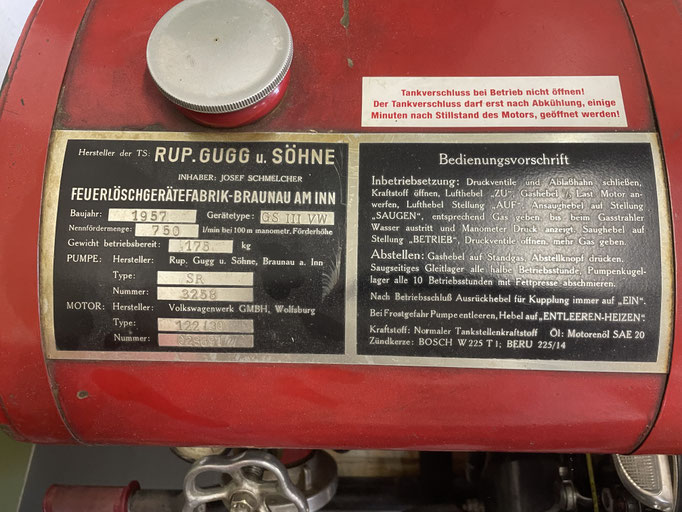 Tankverschluss bei Betrieb nicht öffnen!
Der Tankverschluss darf erst nach Abkühlung, einige
Minuten nach Stillstand des Motors, geöffnet werden!
Hersteller der TS: RUP. GUGG u. SÖHNE
INHABER: JOSEF SCHMELCHER
FEUERLÖSCHGERÄTEFABRIK-BRAUNAU AM INN
Baujahr: 1957 Gerätetype: GS III VW
Nennfördermenge: 750 l/min bei 100 m manometr. Förderhöhe
Gewicht betriebsbereit: 178 kg
PUMPE: Hersteller: Rup. Gugg u. Söhne, Braunau a. Inn
Type: SR
Nummer: 3258
MOTOR: Hersteller: Volkswagenwerk GMBH, Wolfsburg
Type:
Nummer:
Bedienungsvorschrift
Inbetriebsetzung: Druckventile und Ablaßhahn schließen,
Kraftstoff öffnen, Lufthebel „ZU“, Gashebel ¼ Last Motor an-
werfen, Lufthebel Stellung „AUF“. Ansaughebel auf Stellung
„SAUGEN“, entsprechend Gas geben, bis beim Gasstrahler
Wasser austritt und Manometer Druck anzeigt. Saughebel auf
Stellung „BETRIEB“, Druckventile öffnen, mehr Gas geben.
Abstellen: Gashebel auf Standgas, Abstellknopf drücken.
Saugseitiges Gleitlager alle halbe Betriebsstunde, Pumpenkugel-
lager alle 10 Betriebsstunden mit Fettpresse abschmieren.
Nach Betriebsschluß Ausrückhebel für Kupplung immer auf „EIN“.
Bei Frostgefahr Pumpe entleeren, Hebel auf „ENTLEEREN-HEIZEN“.
Kraftstoff: Normaler Tankstellenkraftstoff Öl: Motorenöl SAE 20
Zündkerze: BOSCH W 225 T 1; BERU 225/14